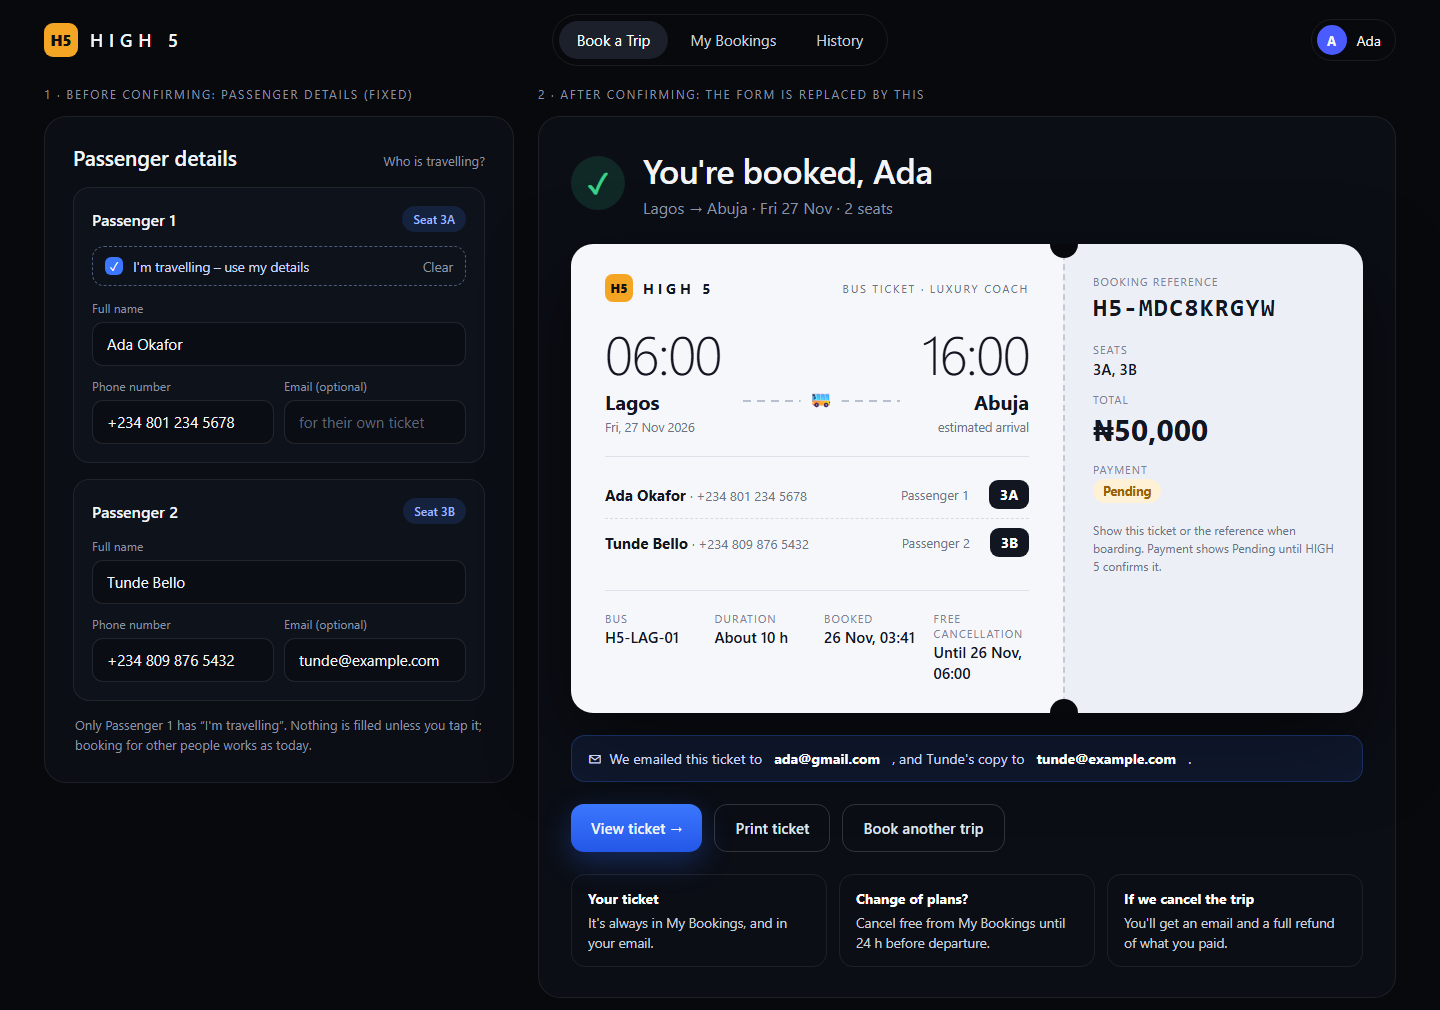 H5 HIGH 5
Book a Trip
My Bookings
History
A Ada
1 · BEFORE CONFIRMING: PASSENGER DETAILS (FIXED)
Passenger details
Who is travelling?
Passenger 1
Seat 3A
I'm travelling – use my details
Clear
Full name
Ada Okafor
Phone number
Email (optional)
+234 801 234 5678
for their own ticket
Passenger 2
Seat 3B
Full name
Tunde Bello
Phone number
Email (optional)
+234 809 876 5432
tunde@example.com
Only Passenger 1 has “I'm travelling”. Nothing is filled unless you tap it;
booking for other people works as today.
2 · AFTER CONFIRMING: THE FORM IS REPLACED BY THIS
You're booked, Ada
Lagos → Abuja · Fri 27 Nov · 2 seats
H5 HIGH 5
BUS TICKET · LUXURY COACH
06:00
16:00
Lagos
Abuja
Fri, 27 Nov 2026
estimated arrival
Ada Okafor · +234 801 234 5678
Passenger 1
3A
Tunde Bello · +234 809 876 5432
Passenger 2
3B
BUS
H5-LAG-01
DURATION
About 10 h
BOOKED
26 Nov, 03:41
FREE
CANCELLATION
Until 26 Nov,
06:00
BOOKING REFERENCE
H5-MDC8KRGYW
SEATS
3A, 3B
TOTAL
₦50,000
PAYMENT
Pending
Show this ticket or the reference when
boarding. Payment shows Pending until HIGH
5 confirms it.
We emailed this ticket to ada@gmail.com , and Tunde's copy to tunde@example.com .
View ticket →
Print ticket
Book another trip
Your ticket
It's always in My Bookings, and in
your email.
Change of plans?
Cancel free from My Bookings until
24 h before departure.
If we cancel the trip
You'll get an email and a full refund
of what you paid.